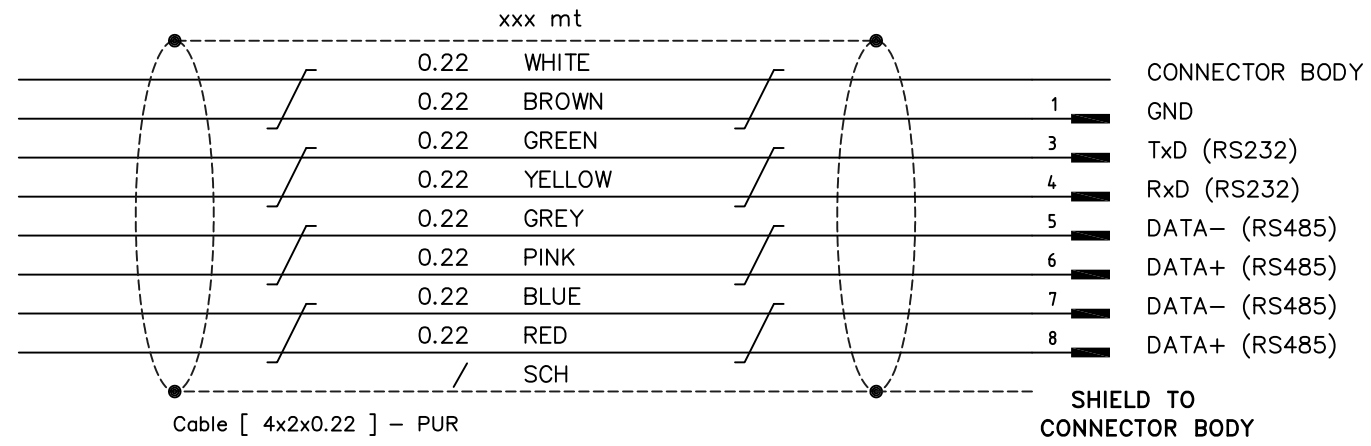 xxx mt
0.22 WHITE CONNECTOR BODY
0.22 BROWN 1 GND
0.22 GREEN 3 TxD (RS232)
0.22 YELLOW 4 RxD (RS232)
0.22 GREY 5 DATA− (RS485)
0.22 PINK 6 DATA+ (RS485)
0.22 BLUE 7 DATA− (RS485)
0.22 RED 8 DATA+ (RS485)
/ SCH
SHIELD TO
CONNECTOR BODY
Cable [ 4x2x0.22 ] − PUR